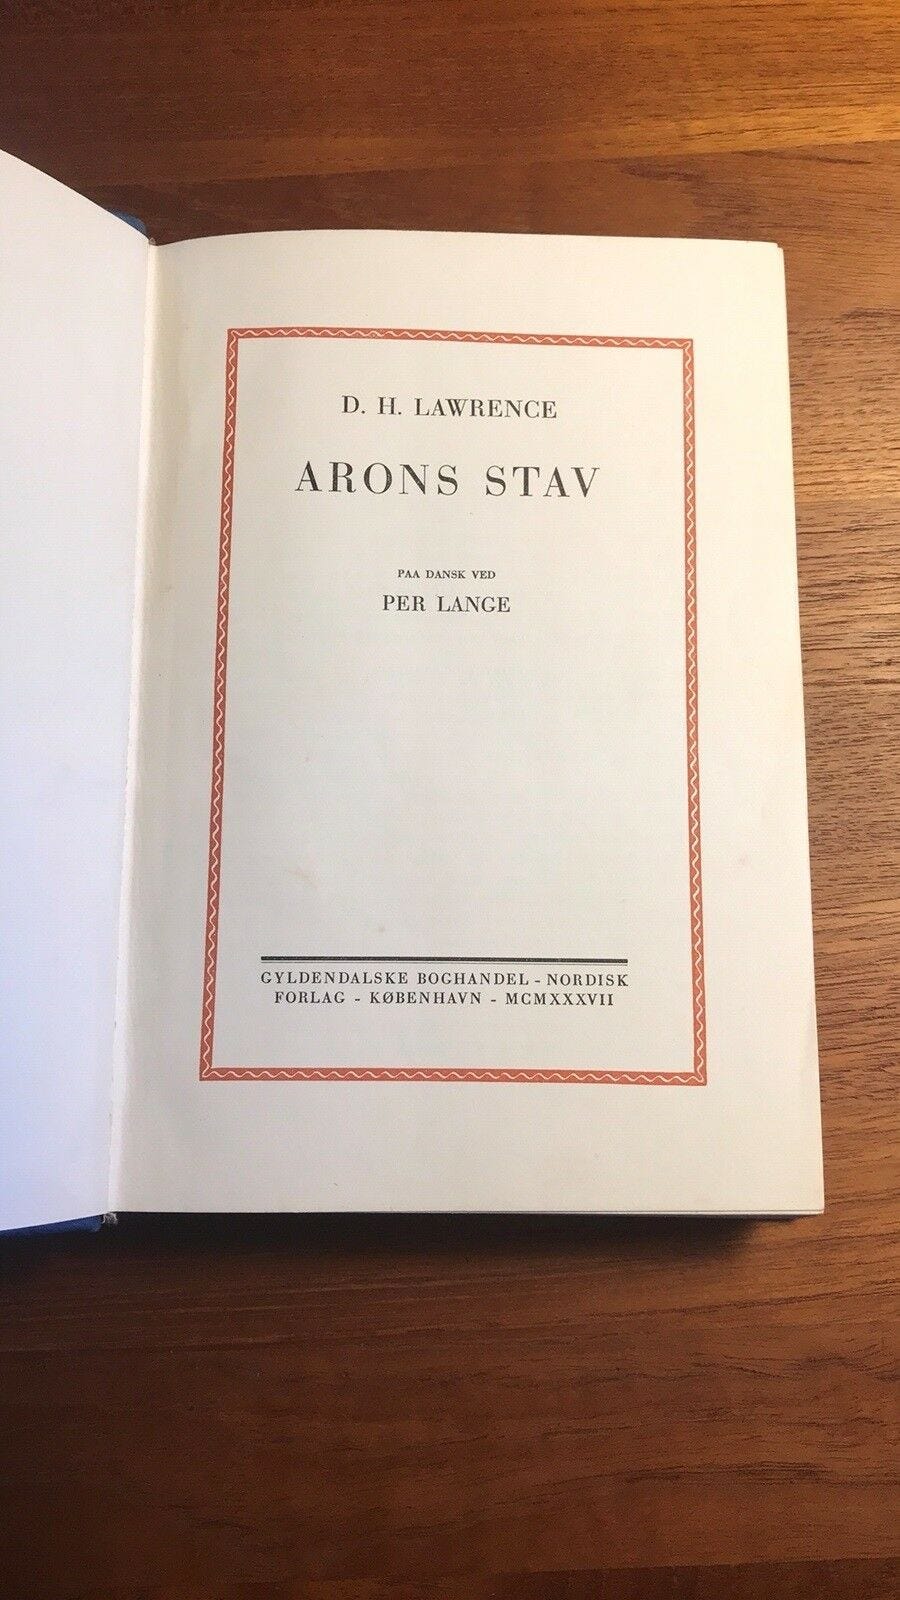 D. H. LAWRENCE
ARONS STAV
PAA DANSK VED
PER LANGE
GYLDENDALSKE BOGHANDEL - NORDISK
FORLAG - KØBENHAVN - MCMXXXVII